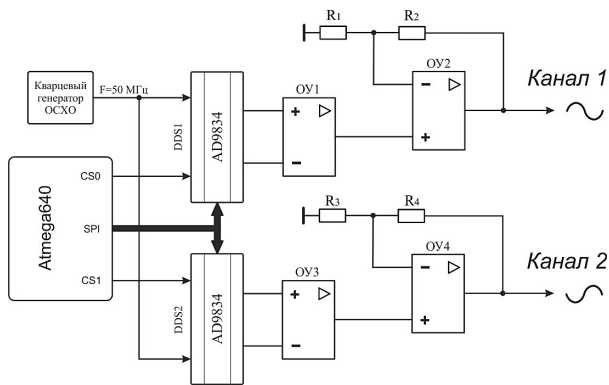 R1
R2
Кварцевый
генератор
OCXO
F=50 МГц
DDS1
AD9834
ОУ1
ОУ2
Канал 1
Atmega640
CS0
SPI
CS1
R3
R4
DDS2
AD9834
ОУ3
ОУ4
Канал 2